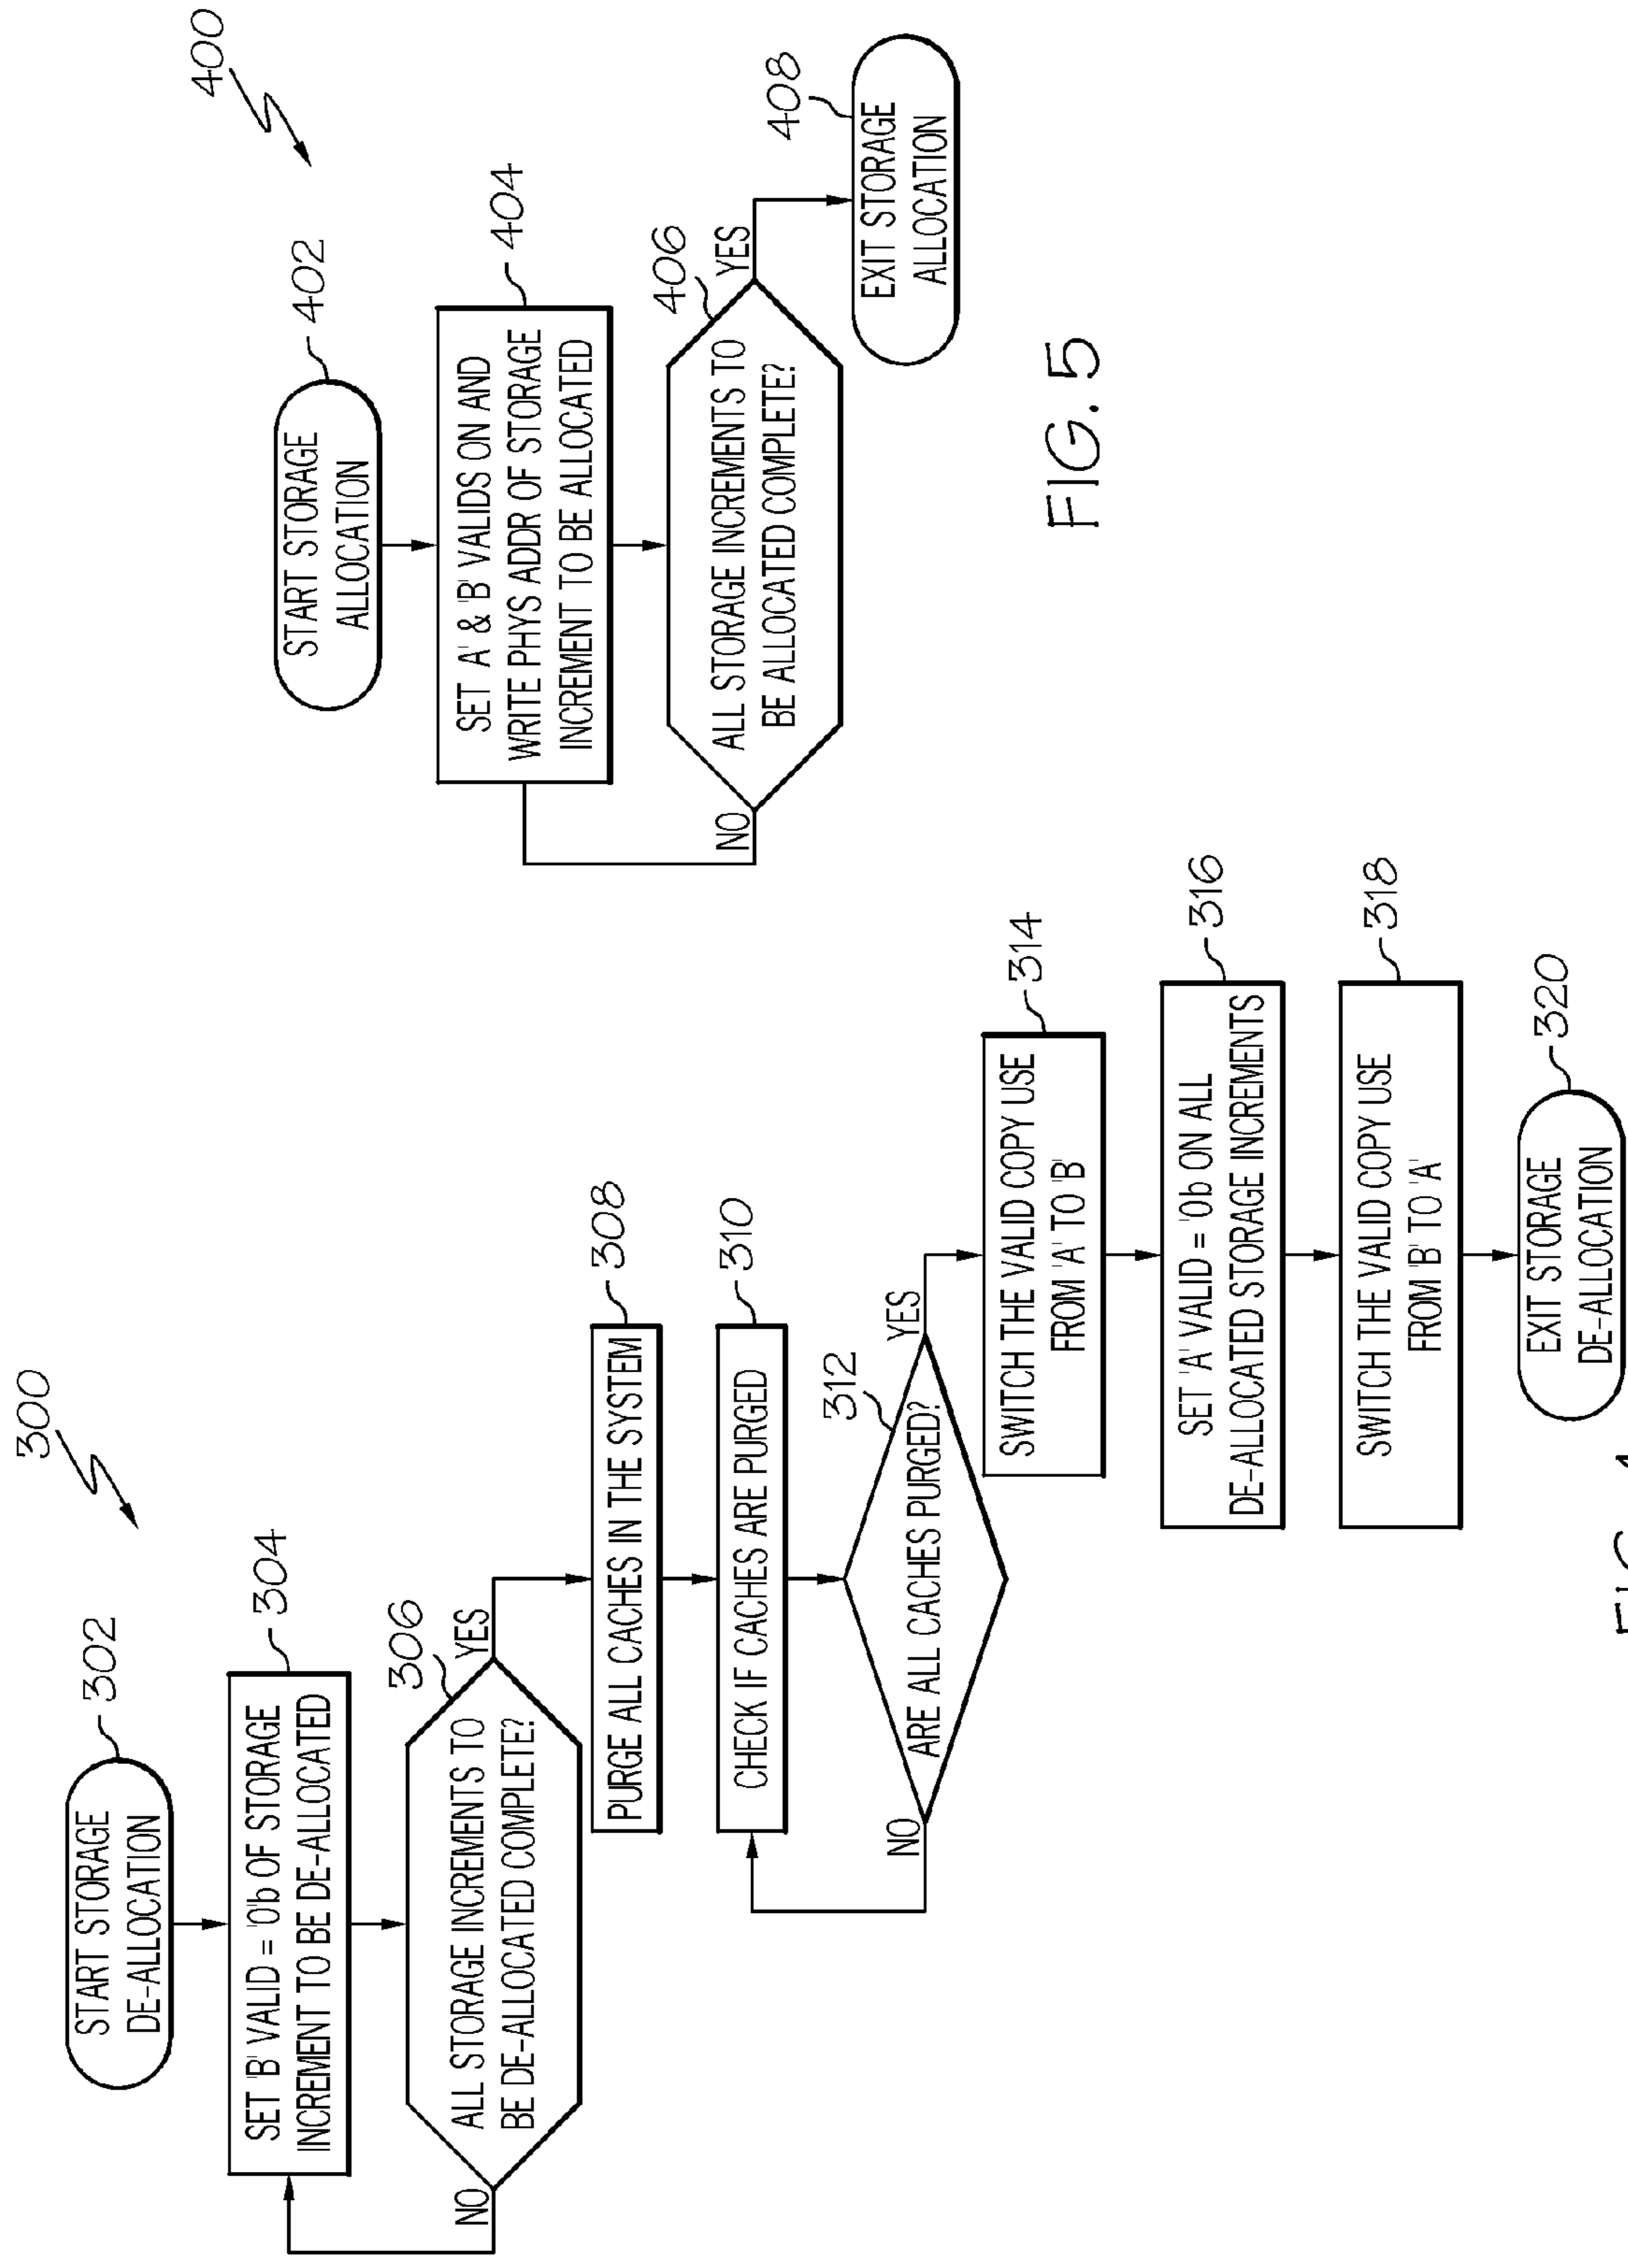 300
302
START STORAGE
DE-ALLOCATION
304
SET 'B' VALID = '0'b OF STORAGE
INCREMENT TO BE DE-ALLOCATED
306
ALL STORAGE INCREMENTS TO
BE DE-ALLOCATED COMPLETE?
NO
YES
308
PURGE ALL CACHES IN THE SYSTEM
310
CHECK IF CACHES ARE PURGED
312
ARE ALL CACHES PURGED?
NO
YES
314
SWITCH THE VALID COPY USE
FROM 'A' TO 'B'
316
SET 'A' VALID = '0b ON ALL
DE-ALLOCATED STORAGE INCREMENTS
318
SWITCH THE VALID COPY USE
FROM 'B' TO 'A'
320
EXIT STORAGE
DE-ALLOCATION
400
402
START STORAGE
ALLOCATION
404
SET 'A' & 'B' VALIDS ON AND
WRITE PHYS ADDR OF STORAGE
INCREMENT TO BE ALLOCATED
406
ALL STORAGE INCREMENTS TO
BE ALLOCATED COMPLETE?
NO
YES
408
EXIT STORAGE
ALLOCATION
FIG. 5